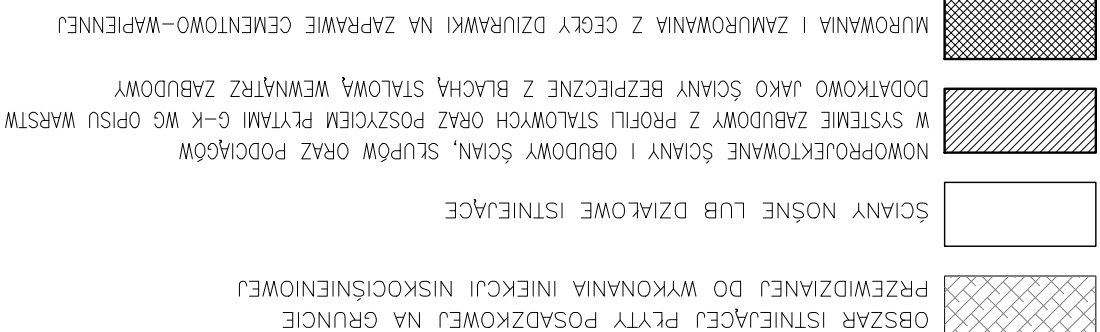 OBSZAR ISTNIEJĄCEJ PŁYTY POSADZKOWEJ NA GRUNCIE
PRZEWIDZIANEJ DO WYKONANIA INIEKCJI NISKOCIŚNIENIOWEJ
ŚCIANY NOŚNE LUB DZIAŁOWE ISTNIEJĄCE
NOWOPROJEKTOWANE ŚCIANY I OBUDOWY ŚCIAN, SŁUPÓW ORAZ PODCIĄGÓW
W SYSTEMIE ZABUDOWY Z PROFILI STALOWYCH ORAZ POSZYCIEM PŁYTAMI G-K WG OPISU WARSTW
DODATKOWO JAKO ŚCIANY BEZPIECZNE Z BLACHĄ STALOWĄ WEWNĄTRZ ZABUDOWY
MUROWANIA I ZAMUROWANIA Z CEGŁY DZIURAWKI NA ZAPRAWIE CEMENTOWO-WAPIENNEJ